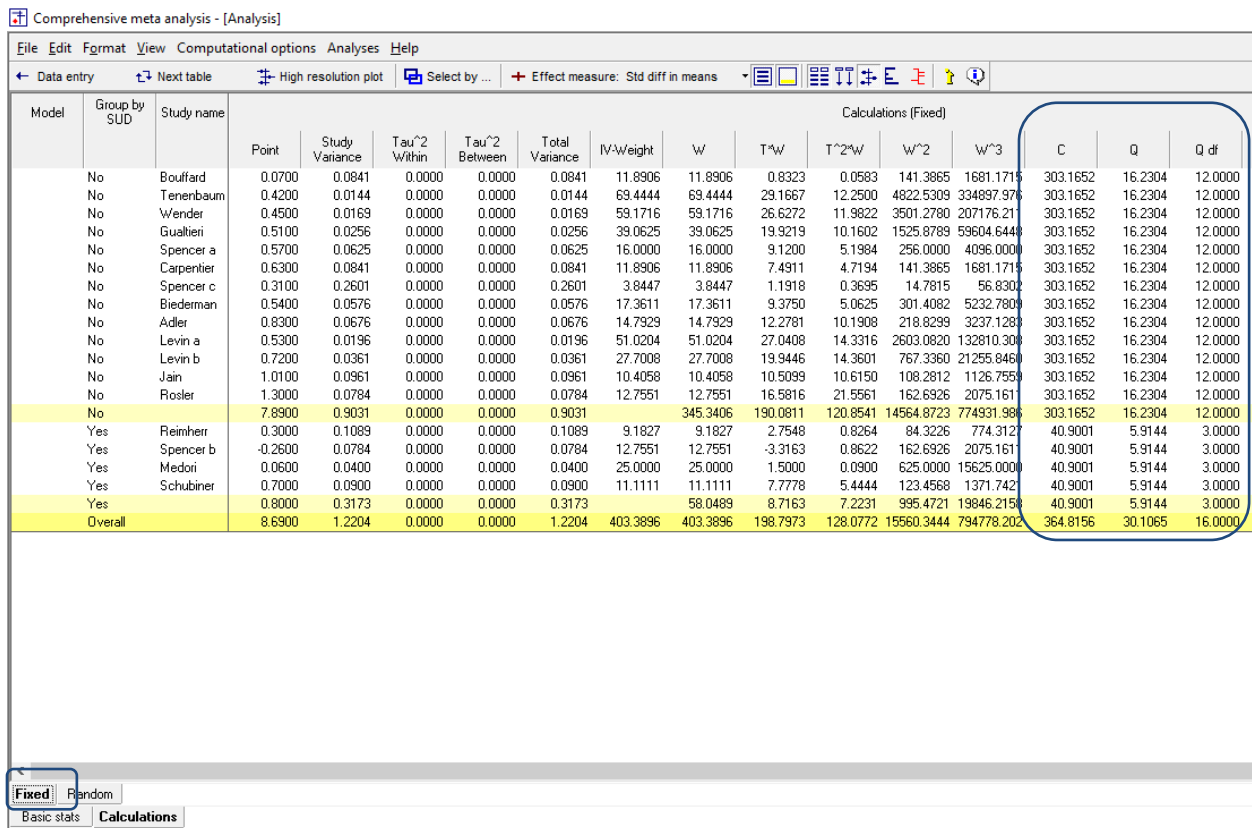 Comprehensive meta analysis - [Analysis]
File Edit Format View Computational options Analyses Help
Data entry Next table High resolution plot Select by ... Effect measure: Std diff in means
Model Group by SUD Study name Calculations (Fixed)
Point Study Variance Tau^2 Within Tau^2 Between Total Variance IV-Weight W T*W T^2*W W^2 W^3 C Q Q df
No Bouffard 0.0700 0.0841 0.0000 0.0000 0.0841 11.8906 11.8906 0.8323 0.0583 141.3865 1681.1715 303.1652 16.2304 12.0000
No Tenenbaum 0.4200 0.0144 0.0000 0.0000 0.0144 69.4444 69.4444 29.1667 12.2500 4822.5309 334897.976 303.1652 16.2304 12.0000
No Wender 0.4500 0.0169 0.0000 0.0000 0.0169 59.1716 59.1716 26.6272 11.9822 3501.2780 207176.211 303.1652 16.2304 12.0000
No Gualtieri 0.5100 0.0256 0.0000 0.0000 0.0256 39.0625 39.0625 19.9219 10.1602 1525.8789 59604.6448 303.1652 16.2304 12.0000
No Spencer a 0.5700 0.0625 0.0000 0.0000 0.0625 16.0000 16.0000 9.1200 5.1984 256.0000 4096.0000 303.1652 16.2304 12.0000
No Carpentier 0.6300 0.0841 0.0000 0.0000 0.0841 11.8906 11.8906 7.4911 4.7194 141.3865 1681.1715 303.1652 16.2304 12.0000
No Spencer c 0.3100 0.2601 0.0000 0.0000 0.2601 3.8447 3.8447 1.1918 0.3695 14.7815 56.8302 303.1652 16.2304 12.0000
No Biederman 0.5400 0.0576 0.0000 0.0000 0.0576 17.3611 17.3611 9.3750 5.0625 301.4082 5232.7809 303.1652 16.2304 12.0000
No Adler 0.8300 0.0676 0.0000 0.0000 0.0676 14.7929 14.7929 12.2781 10.1908 218.8299 3237.1283 303.1652 16.2304 12.0000
No Levin a 0.5300 0.0196 0.0000 0.0000 0.0196 51.0204 51.0204 27.0408 14.3316 2603.0820 132810.308 303.1652 16.2304 12.0000
No Levin b 0.7200 0.0361 0.0000 0.0000 0.0361 27.7008 27.7008 19.9446 14.3601 767.3360 21255.8460 303.1652 16.2304 12.0000
No Jain 1.0100 0.0961 0.0000 0.0000 0.0961 10.4058 10.4058 10.5099 10.6150 108.2812 1126.7559 303.1652 16.2304 12.0000
No Rosler 1.3000 0.0784 0.0000 0.0000 0.0784 12.7551 12.7551 16.5816 21.5561 162.6926 2075.1611 303.1652 16.2304 12.0000
No 7.8900 0.9031 0.0000 0.0000 0.9031 345.3406 190.0811 120.8541 14564.8723 774931.986 303.1652 16.2304 12.0000
Yes Reimherr 0.3000 0.1089 0.0000 0.0000 0.1089 9.1827 9.1827 2.7548 0.8264 84.3226 774.3127 40.9001 5.9144 3.0000
Yes Spencer b -0.2600 0.0784 0.0000 0.0000 0.0784 12.7551 12.7551 -3.3163 0.8622 162.6926 2075.1611 40.9001 5.9144 3.0000
Yes Medori 0.0600 0.0400 0.0000 0.0000 0.0400 25.0000 25.0000 1.5000 0.0900 625.0000 15625.0000 40.9001 5.9144 3.0000
Yes Schubiner 0.7000 0.0900 0.0000 0.0000 0.0900 11.1111 11.1111 7.7778 5.4444 123.4568 1371.7421 40.9001 5.9144 3.0000
Yes 0.8000 0.3173 0.0000 0.0000 0.3173 58.0489 8.7163 7.2231 995.4721 19846.2158 40.9001 5.9144 3.0000
Overall 8.6900 1.2204 0.0000 0.0000 1.2204 403.3896 403.3896 198.7973 128.0772 15560.3444 794778.202 364.8156 30.1065 16.0000
Fixed Random
Basic stats Calculations